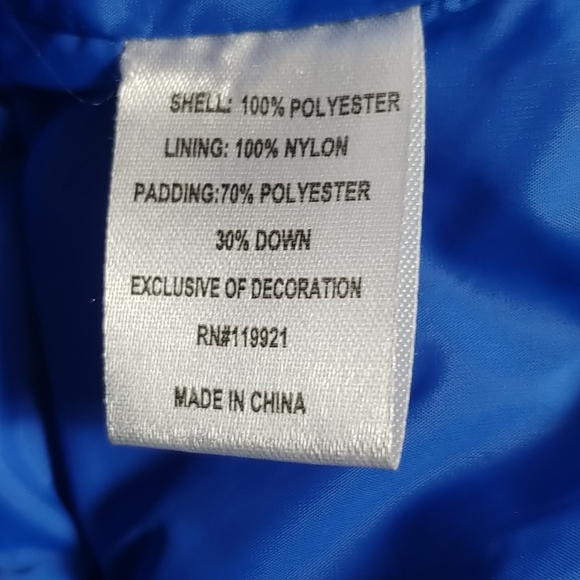 SHELL: 100% POLYESTER
LINING: 100% NYLON
PADDING:70% POLYESTER
30% DOWN
EXCLUSIVE OF DECORATION
RN#119921
MADE IN CHINA